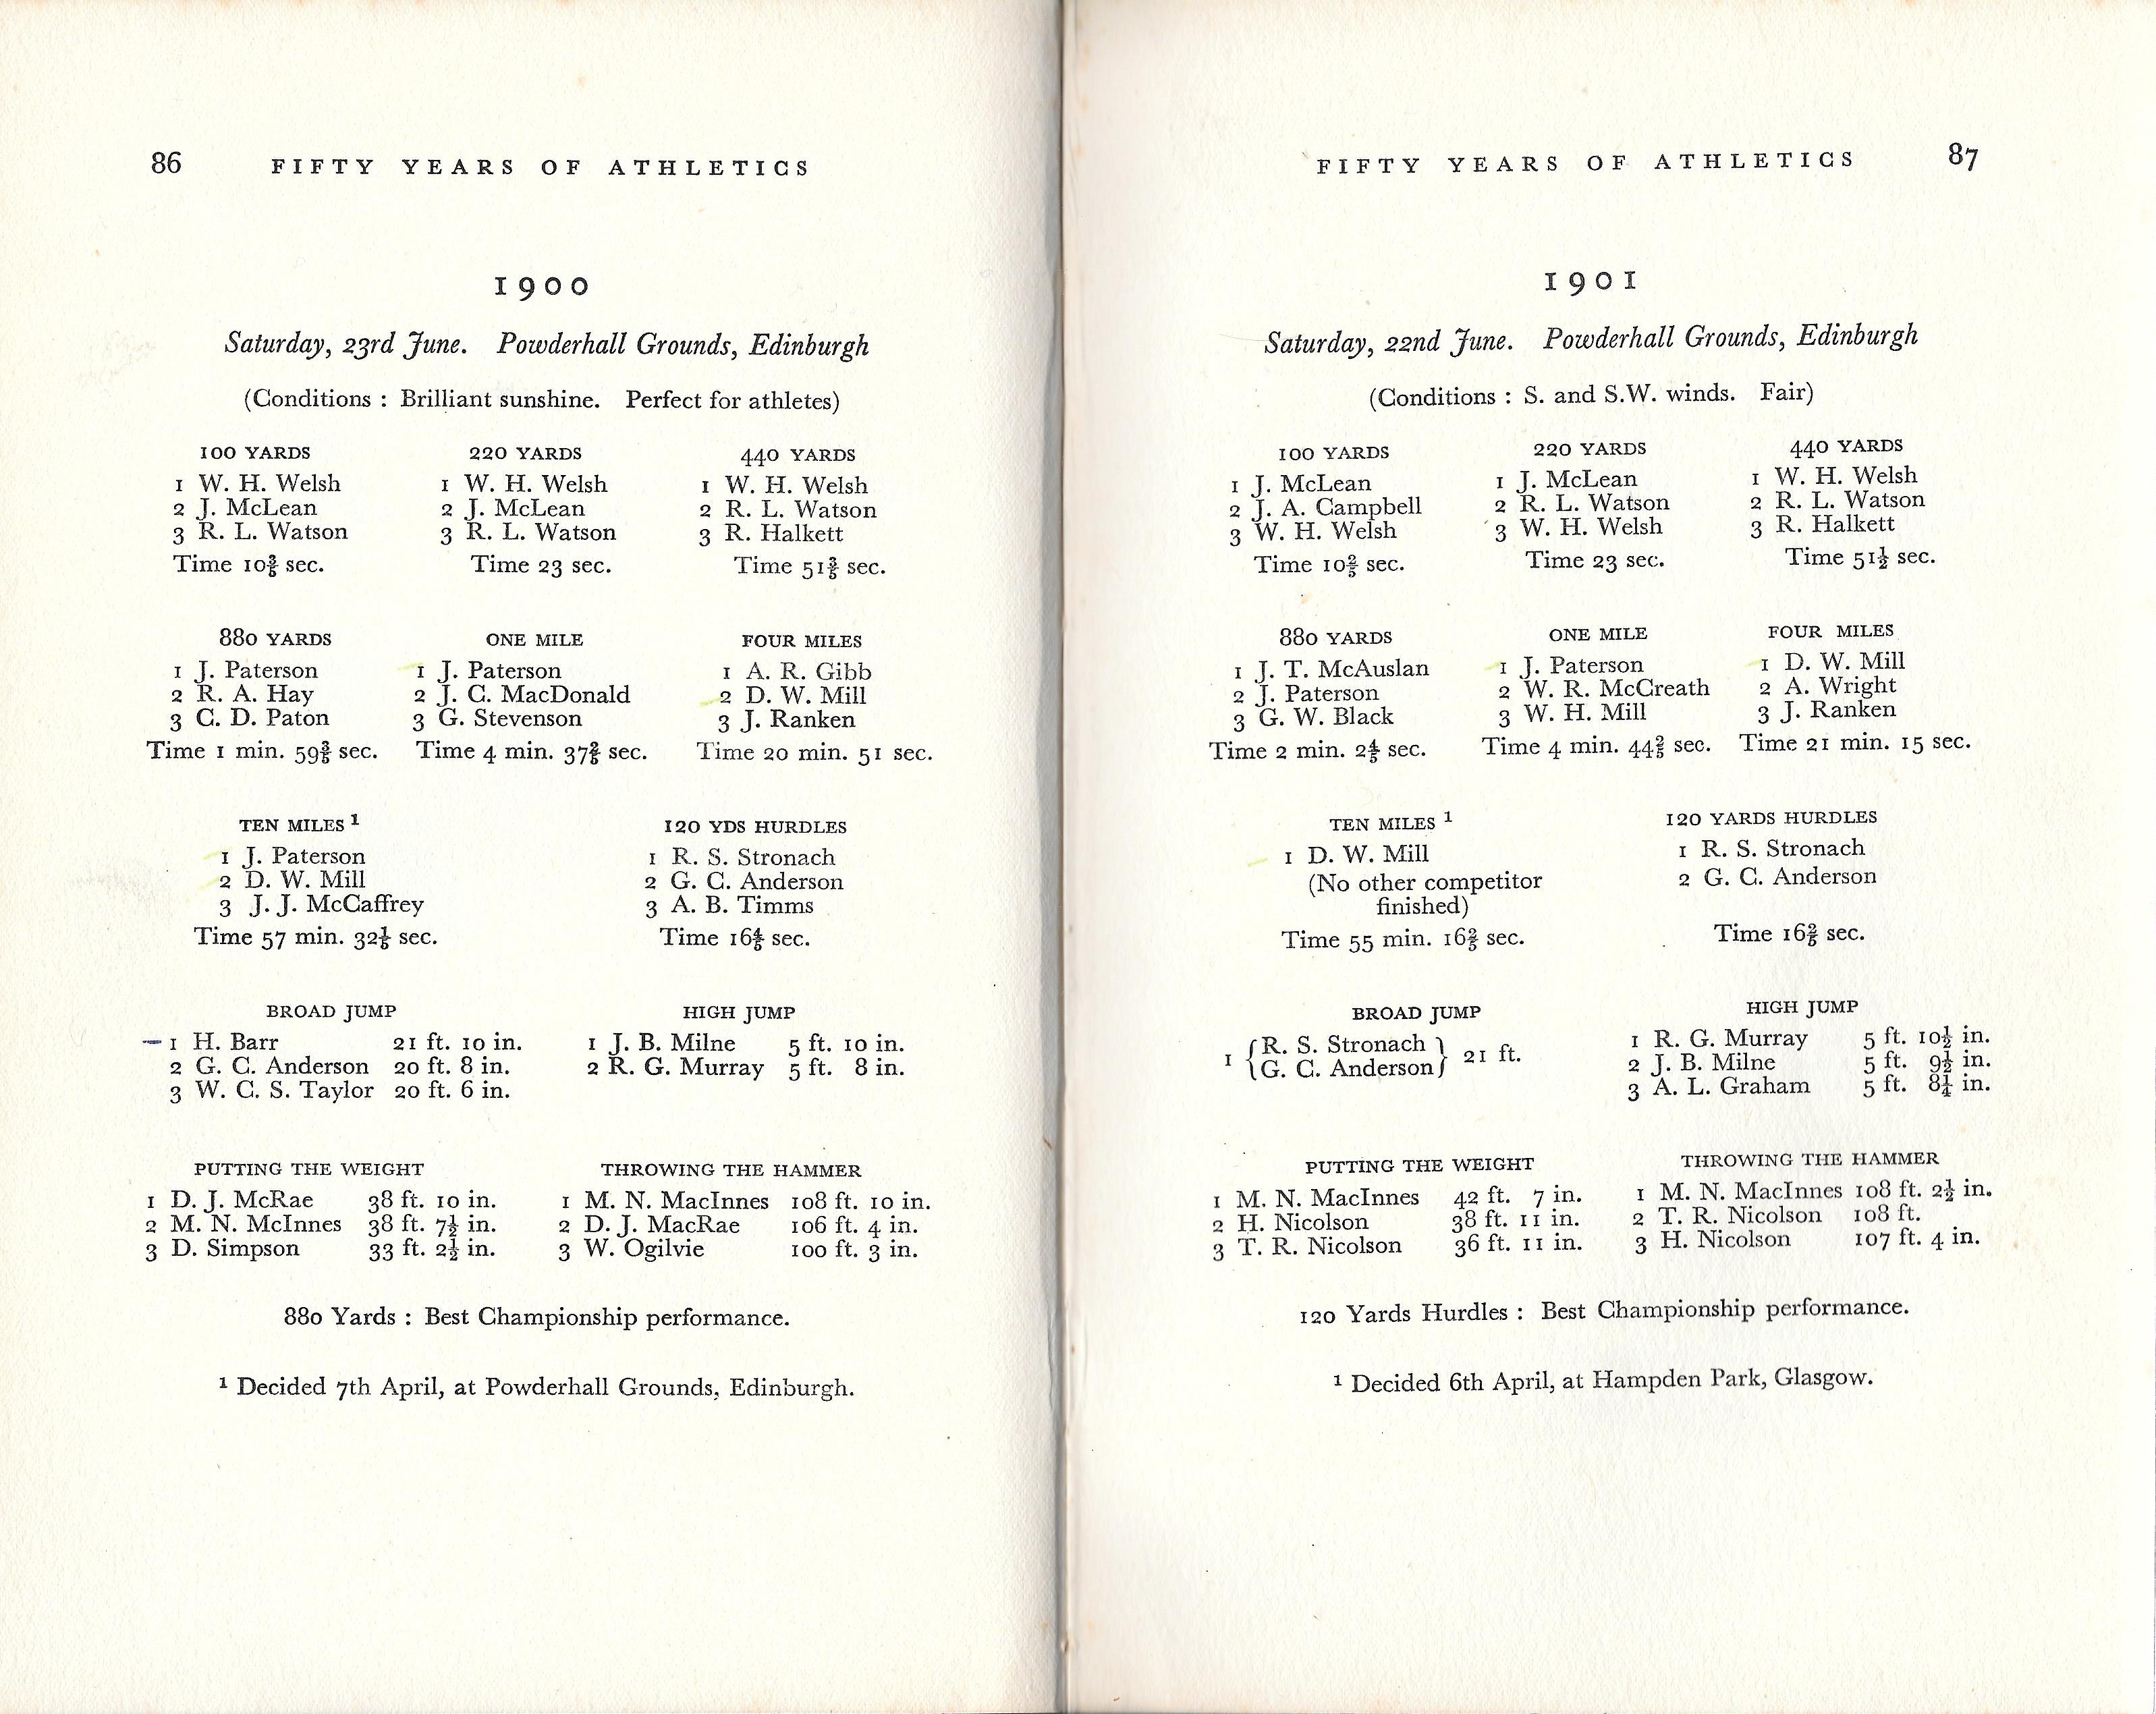 86 FIFTY YEARS OF ATHLETICS
1900
Saturday, 23rd June. Powderhall Grounds, Edinburgh
(Conditions : Brilliant sunshine. Perfect for athletes)
100 YARDS
1 W. H. Welsh
2 J. McLean
3 R. L. Watson
Time 10⅖ sec.
220 YARDS
1 W. H. Welsh
2 J. McLean
3 R. L. Watson
Time 23 sec.
440 YARDS
1 W. H. Welsh
2 R. L. Watson
3 R. Halkett
Time 51⅗ sec.
880 YARDS
1 J. Paterson
2 R. A. Hay
3 C. D. Paton
Time 1 min. 59⅗ sec.
ONE MILE
1 J. Paterson
2 J. C. MacDonald
3 G. Stevenson
Time 4 min. 37⅗ sec.
FOUR MILES
1 A. R. Gibb
2 D. W. Mill
3 J. Ranken
Time 20 min. 51 sec.
TEN MILES ¹
1 J. Paterson
2 D. W. Mill
3 J. J. McCaffrey
Time 57 min. 32⅕ sec.
120 YDS HURDLES
1 R. S. Stronach
2 G. C. Anderson
3 A. B. Timms
Time 16⅘ sec.
BROAD JUMP
1 H. Barr 21 ft. 10 in.
2 G. C. Anderson 20 ft. 8 in.
3 W. C. S. Taylor 20 ft. 6 in.
HIGH JUMP
1 J. B. Milne 5 ft. 10 in.
2 R. G. Murray 5 ft. 8 in.
PUTTING THE WEIGHT
1 D. J. McRae 38 ft. 10 in.
2 M. N. McInnes 38 ft. 7½ in.
3 D. Simpson 33 ft. 2½ in.
THROWING THE HAMMER
1 M. N. MacInnes 108 ft. 10 in.
2 D. J. MacRae 106 ft. 4 in.
3 W. Ogilvie 100 ft. 3 in.
880 Yards : Best Championship performance.
¹ Decided 7th April, at Powderhall Grounds, Edinburgh.
FIFTY YEARS OF ATHLETICS 87
1901
Saturday, 22nd June. Powderhall Grounds, Edinburgh
(Conditions : S. and S.W. winds. Fair)
100 YARDS
1 J. McLean
2 J. A. Campbell
3 W. H. Welsh
Time 10⅖ sec.
220 YARDS
1 J. McLean
2 R. L. Watson
3 W. H. Welsh
Time 23 sec.
440 YARDS
1 W. H. Welsh
2 R. L. Watson
3 R. Halkett
Time 51½ sec.
880 YARDS
1 J. T. McAuslan
2 J. Paterson
3 G. W. Black
Time 2 min. 2⅘ sec.
ONE MILE
1 J. Paterson
2 W. R. McCreath
3 W. H. Mill
Time 4 min. 44⅗ sec.
FOUR MILES
1 D. W. Mill
2 A. Wright
3 J. Ranken
Time 21 min. 15 sec.
TEN MILES ¹
1 D. W. Mill
(No other competitor
finished)
Time 55 min. 16⅗ sec.
120 YARDS HURDLES
1 R. S. Stronach
2 G. C. Anderson
Time 16⅖ sec.
BROAD JUMP
1 {R. S. Stronach
G. C. Anderson} 21 ft.
HIGH JUMP
1 R. G. Murray 5 ft. 10½ in.
2 J. B. Milne 5 ft. 9½ in.
3 A. L. Graham 5 ft. 8¼ in.
PUTTING THE WEIGHT
1 M. N. MacInnes 42 ft. 7 in.
2 H. Nicolson 38 ft. 11 in.
3 T. R. Nicolson 36 ft. 11 in.
THROWING THE HAMMER
1 M. N. MacInnes 108 ft. 2½ in.
2 T. R. Nicolson 108 ft.
3 H. Nicolson 107 ft. 4 in.
120 Yards Hurdles : Best Championship performance.
¹ Decided 6th April, at Hampden Park, Glasgow.